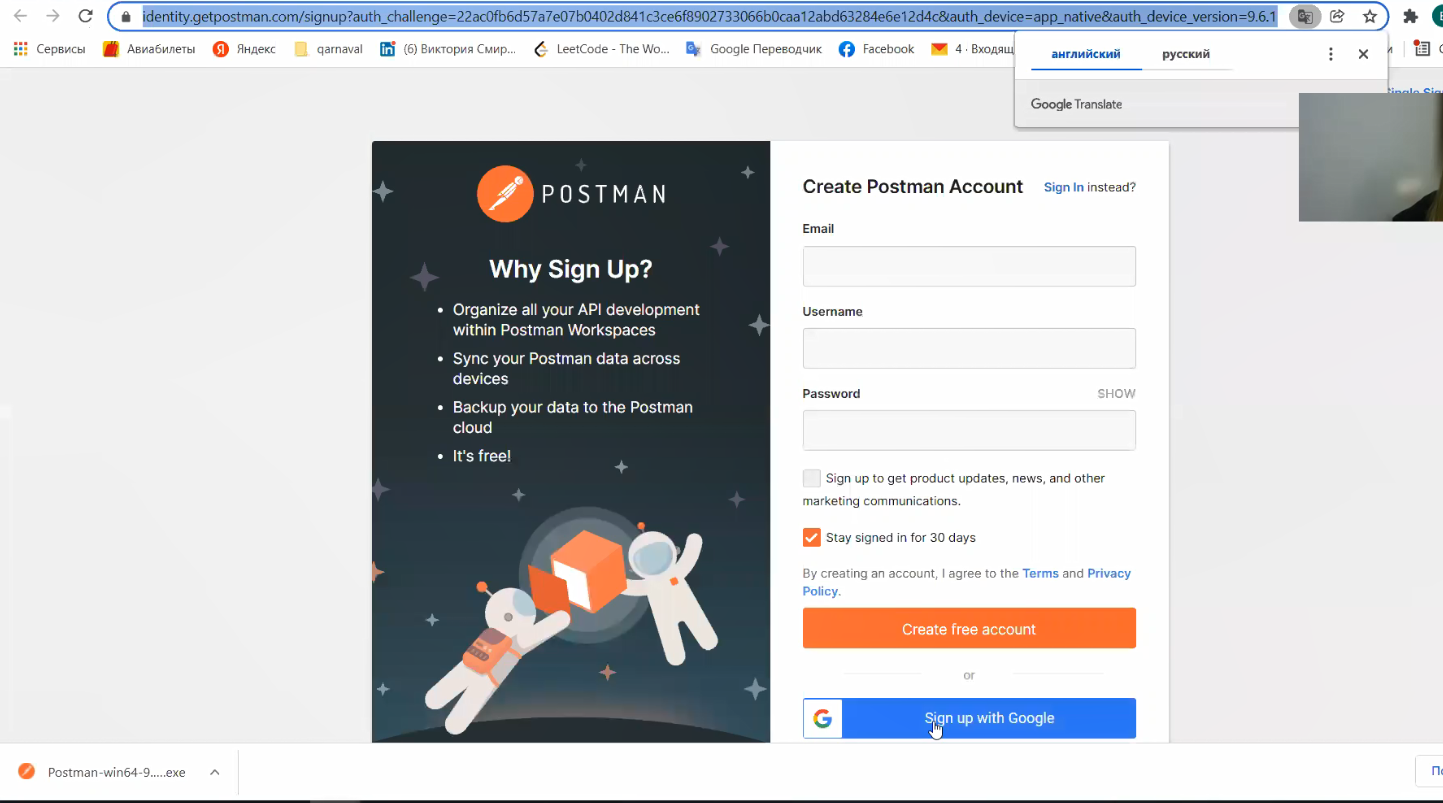 identity.getpostman.com/signup?auth_challenge=22ac0fb6d57a7e07b0402d841c3ce6f8902733066b0caa12abd63284e6e12d4c&auth_device=app_native&auth_device_version=9.6.1
Сервисы Авиабилеты Яндекс qarnaval (6) Виктория Смир... LeetCode - The Wo... Google Переводчик Facebook 4 · Входящ
английский русский
Google Translate
POSTMAN
Why Sign Up?
• Organize all your API development
within Postman Workspaces
• Sync your Postman data across
devices
• Backup your data to the Postman
cloud
• It's free!
Create Postman Account Sign In instead?
Email
Username
Password SHOW
Sign up to get product updates, news, and other
marketing communications.
Stay signed in for 30 days
By creating an account, I agree to the Terms and Privacy
Policy.
Create free account
or
Sign up with Google
Postman-win64-9.....exe